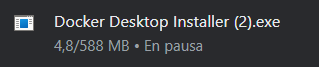 Docker Desktop Installer (2).exe
4,8/588 MB • En pausa